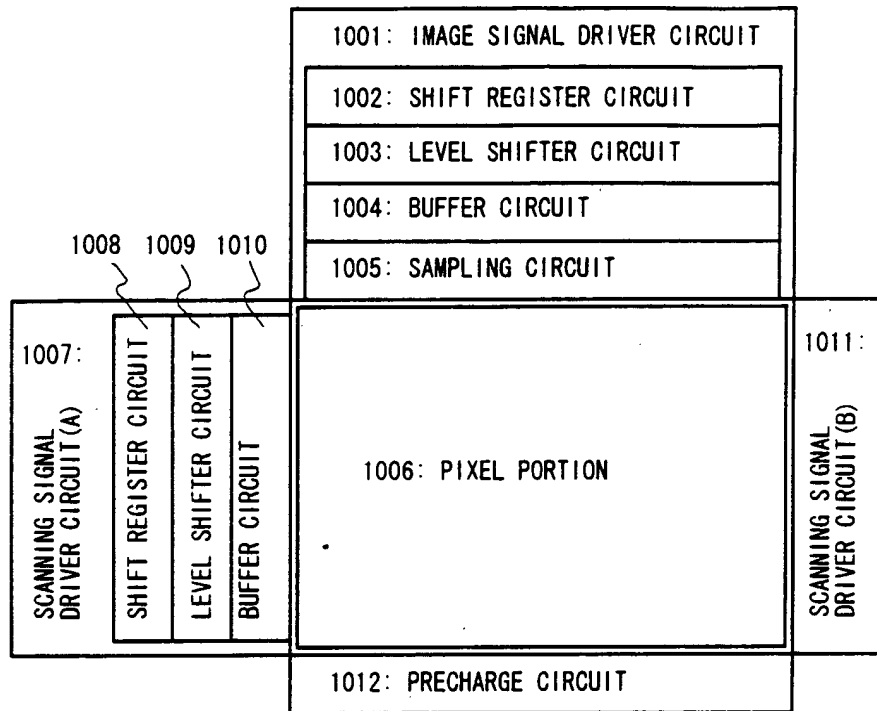 1001: IMAGE SIGNAL DRIVER CIRCUIT
1002: SHIFT REGISTER CIRCUIT
1003: LEVEL SHIFTER CIRCUIT
1004: BUFFER CIRCUIT
1005: SAMPLING CIRCUIT
1008 1009 1010
1007:
SCANNING SIGNAL
DRIVER CIRCUIT(A)
SHIFT REGISTER CIRCUIT
LEVEL SHIFTER CIRCUIT
BUFFER CIRCUIT
1006: PIXEL PORTION
1011:
SCANNING SIGNAL
DRIVER CIRCUIT(B)
1012: PRECHARGE CIRCUIT